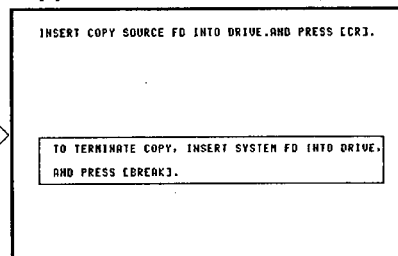 INSERT COPY SOURCE FD INTO DRIVE.AND PRESS [CR].
TO TERMINATE COPY, INSERT SYSTEM FD INTO DRIVE,
AND PRESS [BREAK].